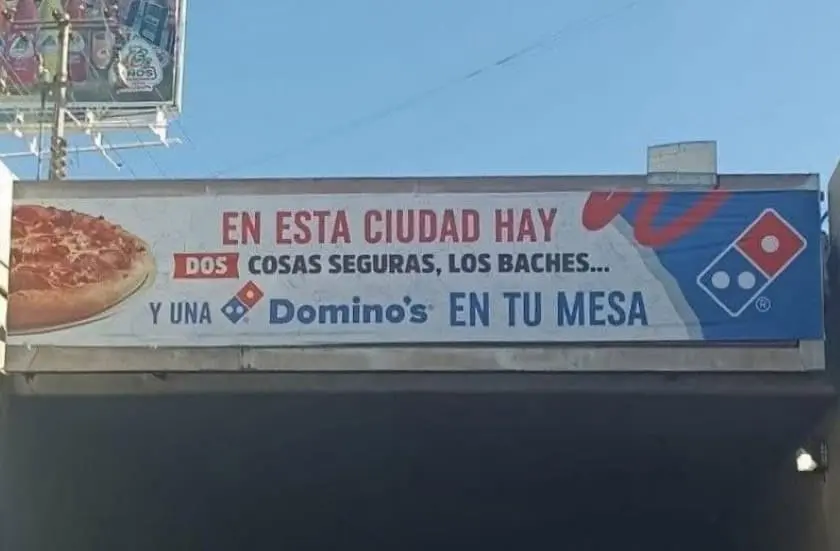 EN ESTA CIUDAD HAY
DOS COSAS SEGURAS, LOS BACHES...
Y UNA Domino's EN TU MESA